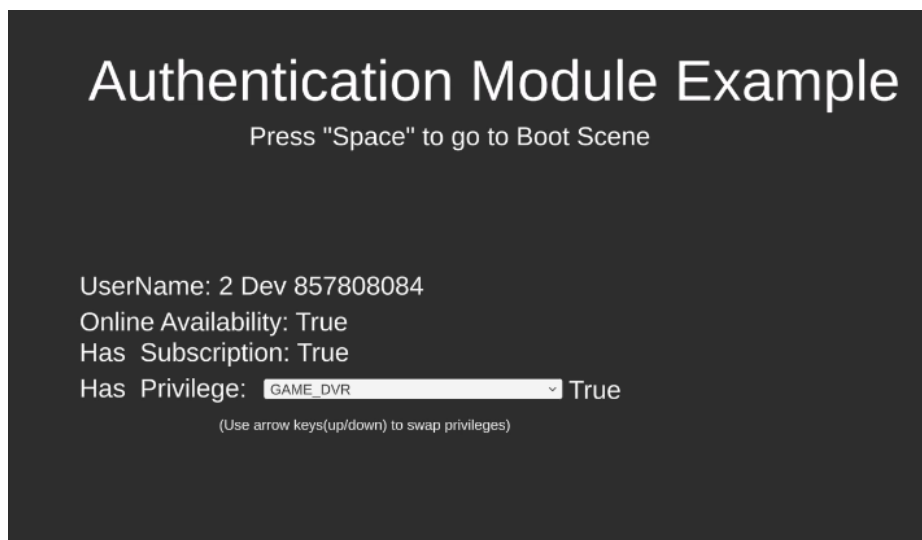 Authentication Module Example
Press "Space" to go to Boot Scene
UserName: 2 Dev 857808084
Online Availability: True
Has Subscription: True
Has Privilege: GAME_DVR True
(Use arrow keys(up/down) to swap privileges)